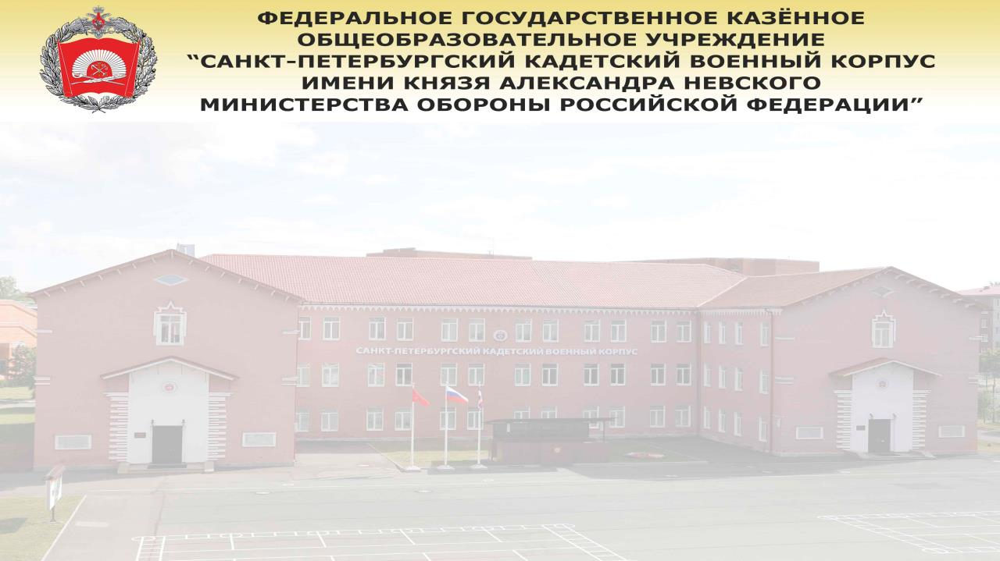 ФЕДЕРАЛЬНОЕ ГОСУДАРСТВЕННОЕ КАЗЁННОЕ
ОБЩЕОБРАЗОВАТЕЛЬНОЕ УЧРЕЖДЕНИЕ
“САНКТ-ПЕТЕРБУРГСКИЙ КАДЕТСКИЙ ВОЕННЫЙ КОРПУС
ИМЕНИ КНЯЗЯ АЛЕКСАНДРА НЕВСКОГО
МИНИСТЕРСТВА ОБОРОНЫ РОССИЙСКОЙ ФЕДЕРАЦИИ”
САНКТ-ПЕТЕРБУРГСКИЙ КАДЕТСКИЙ ВОЕННЫЙ КОРПУС